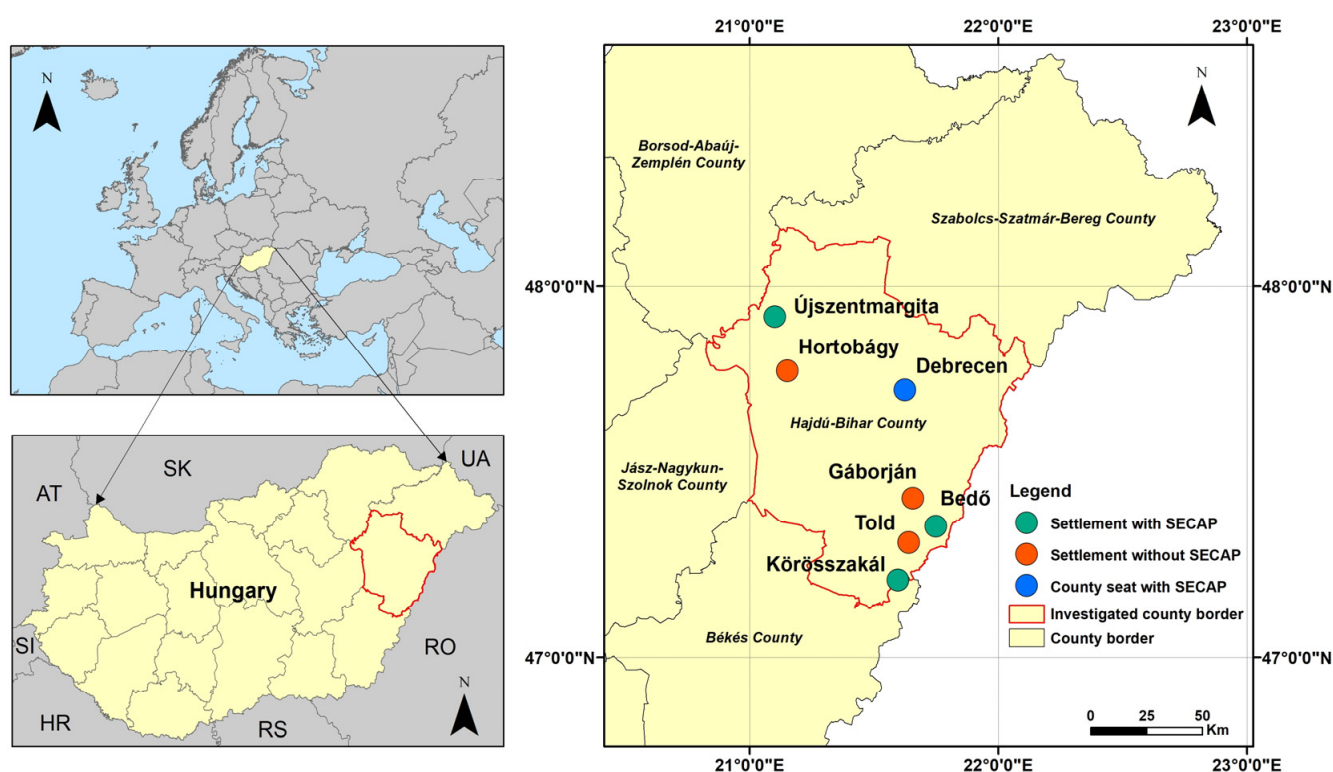 N
SK
UA
AT
Hungary
SI
RO
HR
RS
N
21°0'0"E
22°0'0"E
23°0'0"E
N
Borsod-Abaúj-
Zemplén County
Szabolcs-Szatmár-Bereg County
48°0'0"N
48°0'0"N
Újszentmargita
Hortobágy
Debrecen
Hajdú-Bihar County
Jász-Nagykun-
Szolnok County
Gáborján
Bedő
Told
Körösszakál
Békés County
Legend
Settlement with SECAP
Settlement without SECAP
County seat with SECAP
Investigated county border
County border
47°0'0"N
47°0'0"N
0 25 50
Km
21°0'0"E
22°0'0"E
23°0'0"E